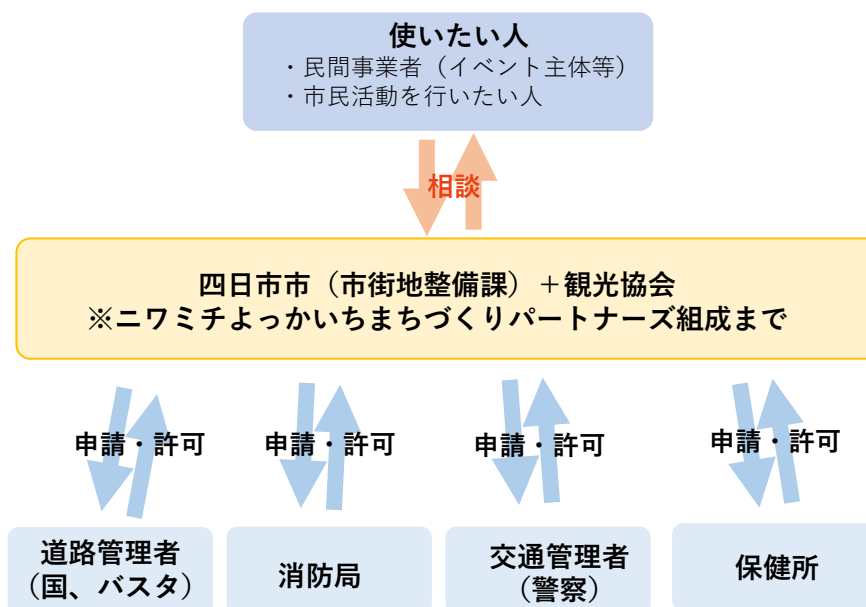 使いたい人
・民間事業者（イベント主体等）
・市民活動を行いたい人
相談
四日市市（市街地整備課）＋観光協会
※ニワミチよっかいちまちづくりパートナーズ組成まで
申請・許可
申請・許可
申請・許可
申請・許可
道路管理者
（国、バスタ）
消防局
交通管理者
（警察）
保健所